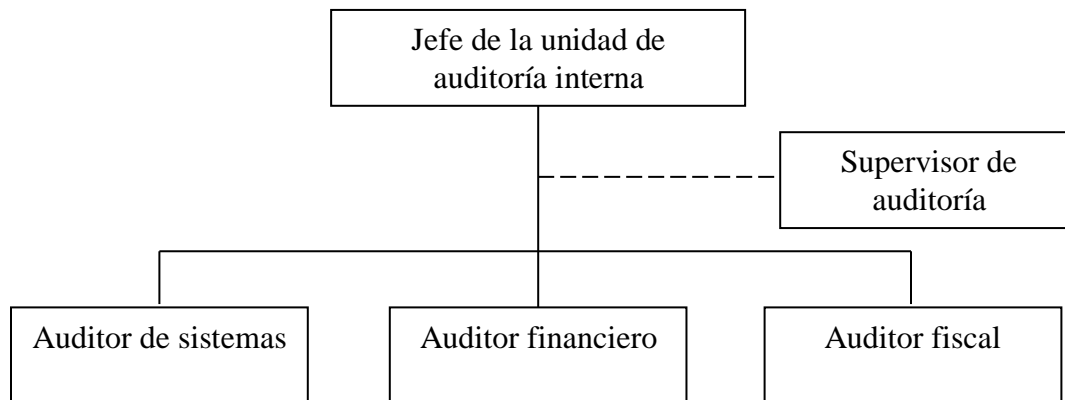 Jefe de la unidad de
auditoría interna
Supervisor de
auditoría
Auditor de sistemas
Auditor financiero
Auditor fiscal